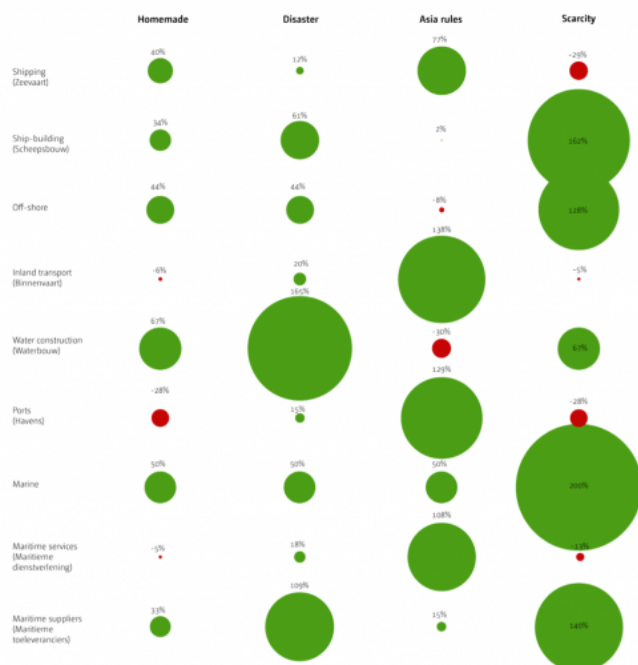 Homemade Disaster Asia rules Scarcity
40% 12% 77% -29%
Shipping
(Zeevaart)
34% 61% 2% 162%
Ship-building
(Scheepsbouw)
44% 44% -8% 128%
Off-shore
-6% 20% 138% -5%
Inland transport
(Binnenvaart)
67% 165% -30% 67%
Water construction
(Waterbouw)
-28% 15% 129% -28%
Ports
(Havens)
50% 50% 50% 200%
Marine
-5% 18% 108% -13%
Maritime services
(Maritieme
dienstverlening)
33% 109% 15% 140%
Maritime suppliers
(Maritieme
toeleveranciers)